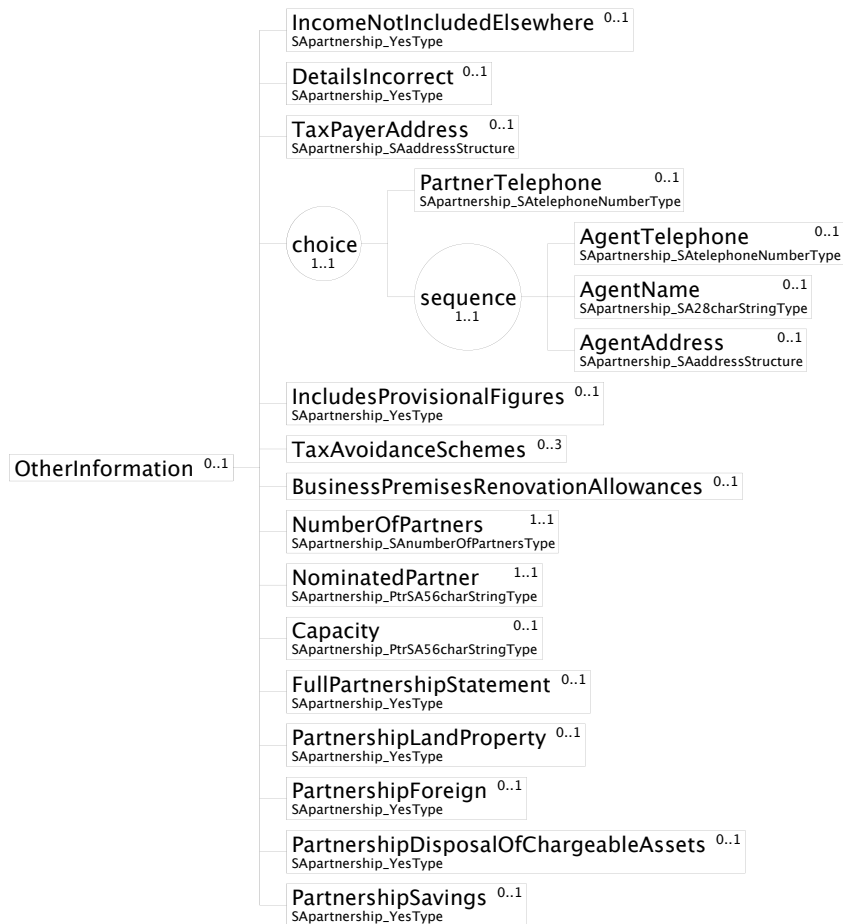 IncomeNotIncludedElsewhere 0..1
SApartnership_YesType
DetailsIncorrect 0..1
SApartnership_YesType
TaxPayerAddress 0..1
SApartnership_SAaddressStructure
choice
1..1
PartnerTelephone 0..1
SApartnership_SAtelephoneNumberType
sequence
1..1
AgentTelephone 0..1
SApartnership_SAtelephoneNumberType
AgentName 0..1
SApartnership_SA28charStringType
AgentAddress 0..1
SApartnership_SAaddressStructure
IncludesProvisionalFigures 0..1
SApartnership_YesType
OtherInformation 0..1
TaxAvoidanceSchemes 0..3
BusinessPremisesRenovationAllowances 0..1
NumberOfPartners 1..1
SApartnership_SAnumberOfPartnersType
NominatedPartner 1..1
SApartnership_PtrSA56charStringType
Capacity 0..1
SApartnership_PtrSA56charStringType
FullPartnershipStatement 0..1
SApartnership_YesType
PartnershipLandProperty 0..1
SApartnership_YesType
PartnershipForeign 0..1
SApartnership_YesType
PartnershipDisposalOfChargeableAssets 0..1
SApartnership_YesType
PartnershipSavings 0..1
SApartnership_YesType